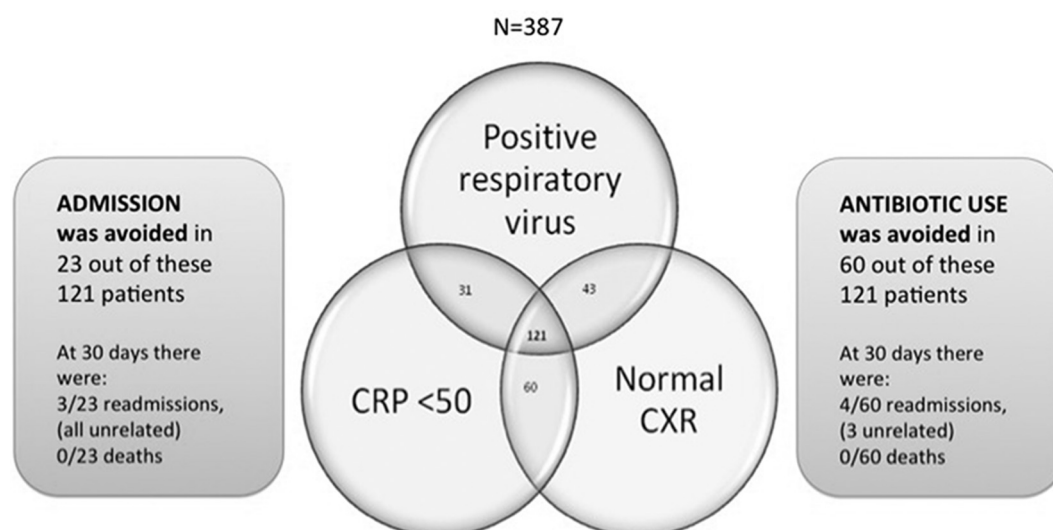 N=387
Positive
respiratory
virus
31
43
121
60
CRP <50
Normal
CXR
ADMISSION
was avoided in
23 out of these
121 patients
At 30 days there
were:
3/23 readmissions,
(all unrelated)
0/23 deaths
ANTIBIOTIC USE
was avoided in
60 out of these
121 patients
At 30 days there
were:
4/60 readmissions,
(3 unrelated)
0/60 deaths